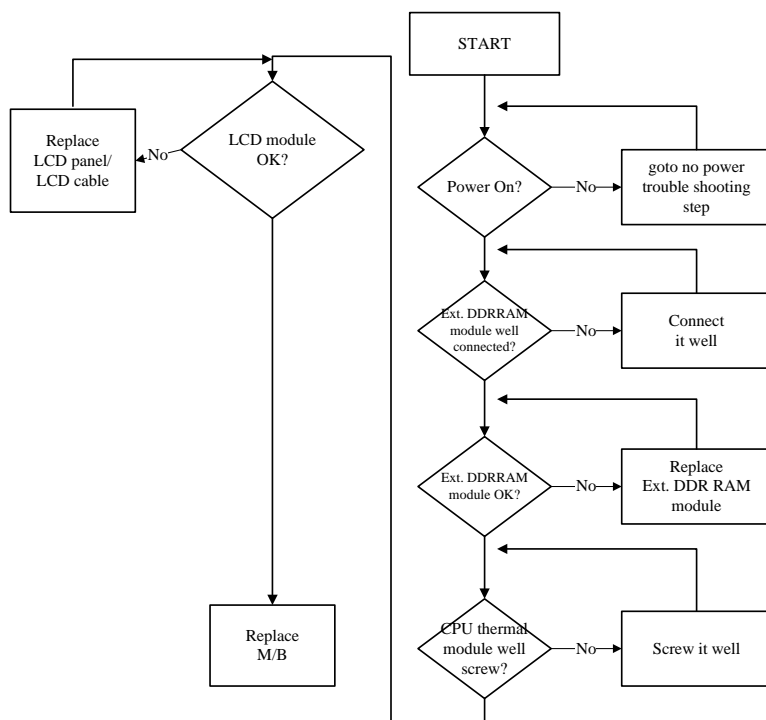 START
Power On?
No
goto no power
trouble shooting
step
Ext. DDRRAM
module well
connected?
No
Connect
it well
Ext. DDRRAM
module OK?
No
Replace
Ext. DDR RAM
module
CPU thermal
module well
screw?
No
Screw it well
LCD module
OK?
No
Replace
LCD panel/
LCD cable
Replace
M/B